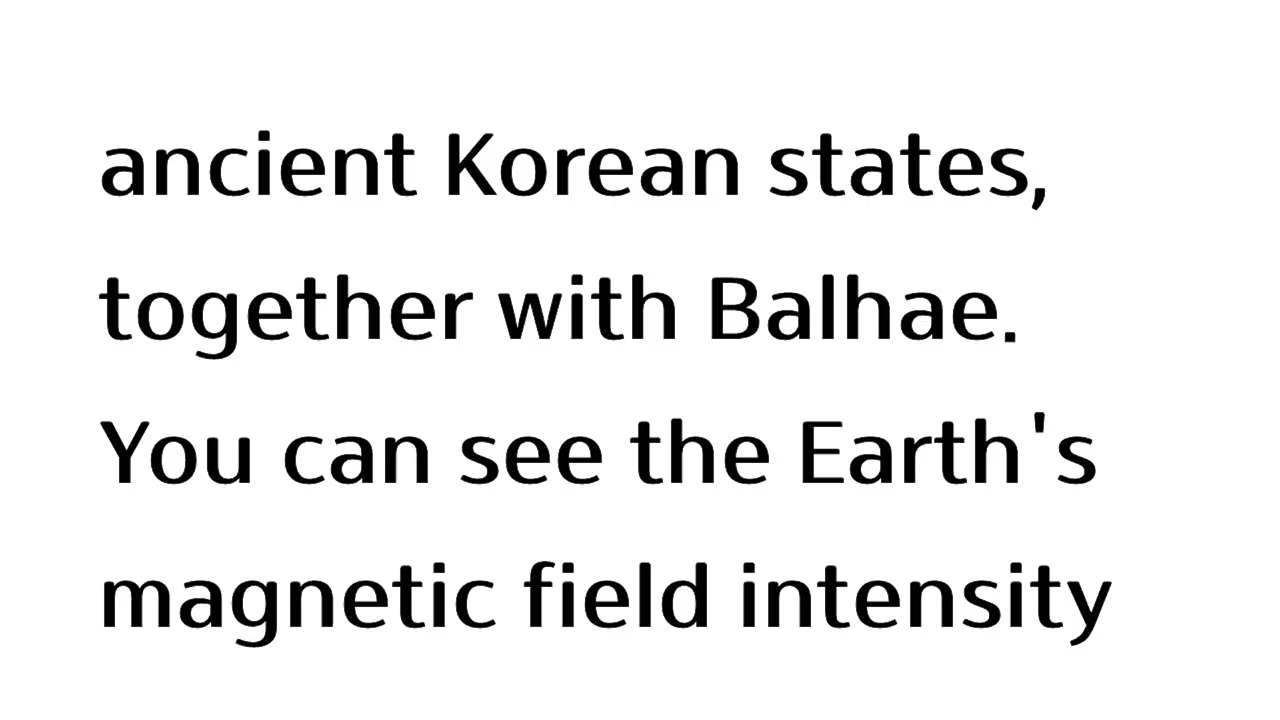 ancient Korean states,
together with Balhae.
You can see the Earth's
magnetic field intensity